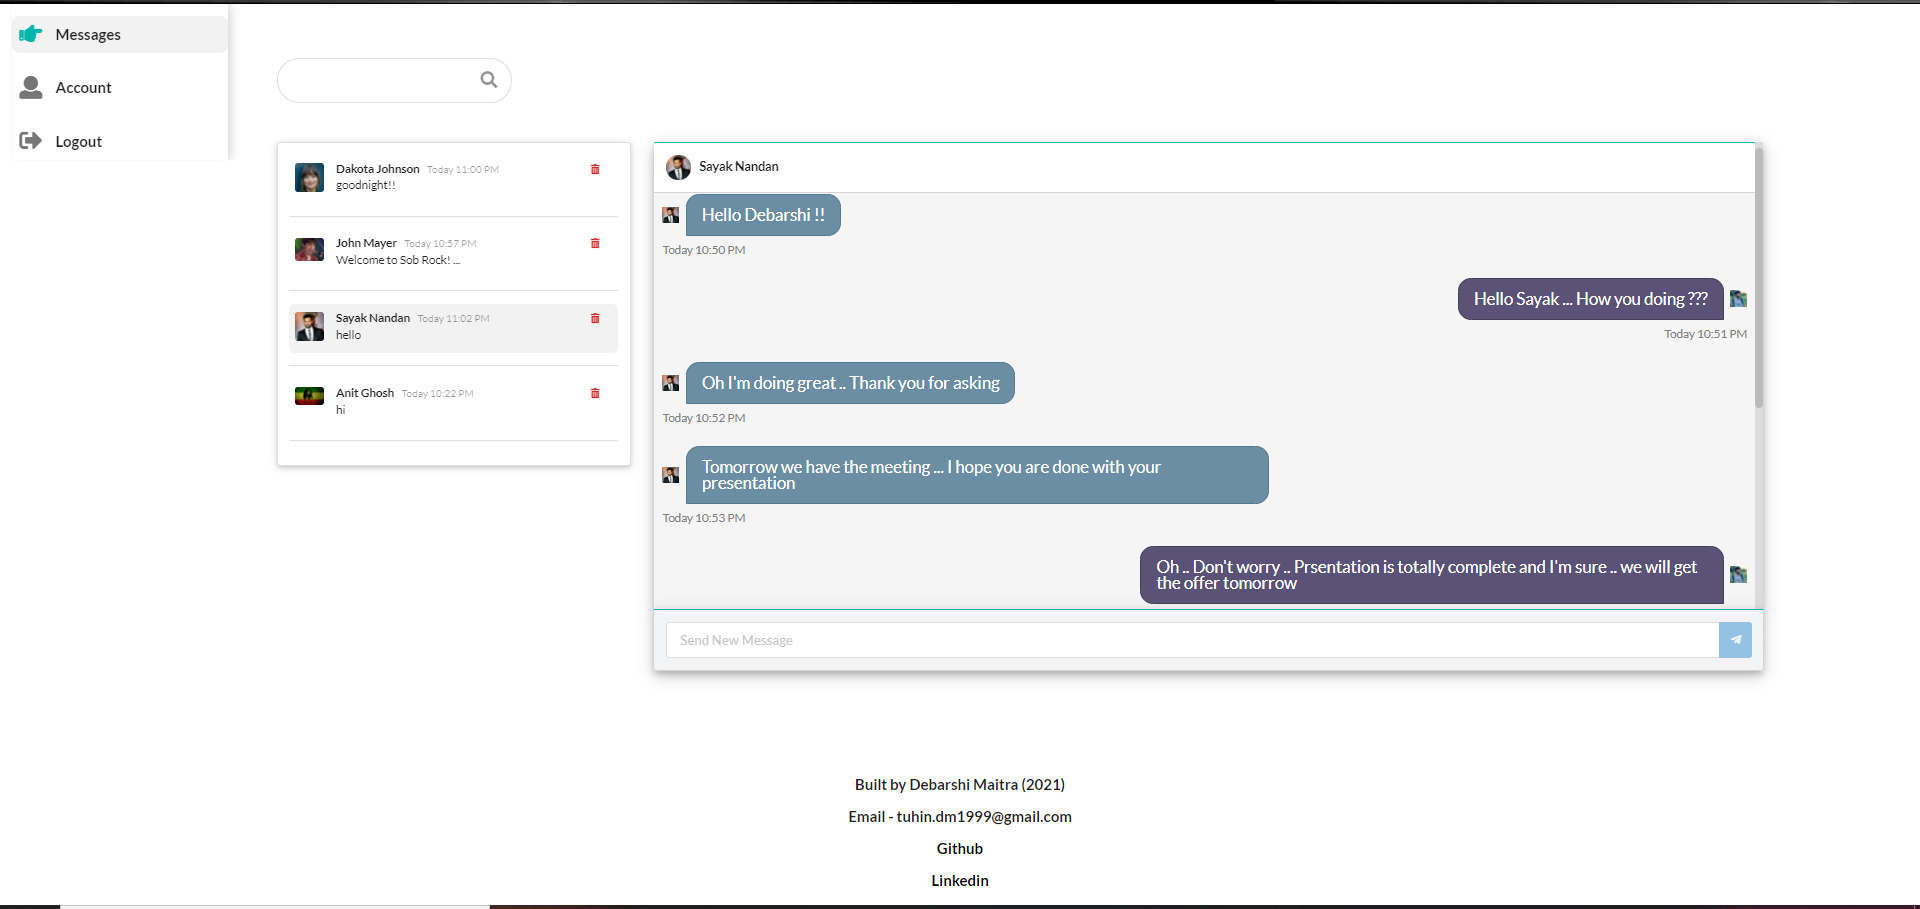 Messages
Account
Logout
Dakota Johnson Today 11:00 PM
goodnight!!
John Mayer Today 10:57 PM
Welcome to Sob Rock! ...
Sayak Nandan Today 11:02 PM
hello
Anit Ghosh Today 10:22 PM
hi
Sayak Nandan
Hello Debarshi !!
Today 10:50 PM
Hello Sayak ... How you doing ???
Today 10:51 PM
Oh I'm doing great .. Thank you for asking
Today 10:52 PM
Tomorrow we have the meeting ... I hope you are done with your
presentation
Today 10:53 PM
Oh .. Don't worry .. Prsentation is totally complete and I'm sure .. we will get
the offer tomorrow
Send New Message
Built by Debarshi Maitra (2021)
Email - tuhin.dm1999@gmail.com
Github
Linkedin